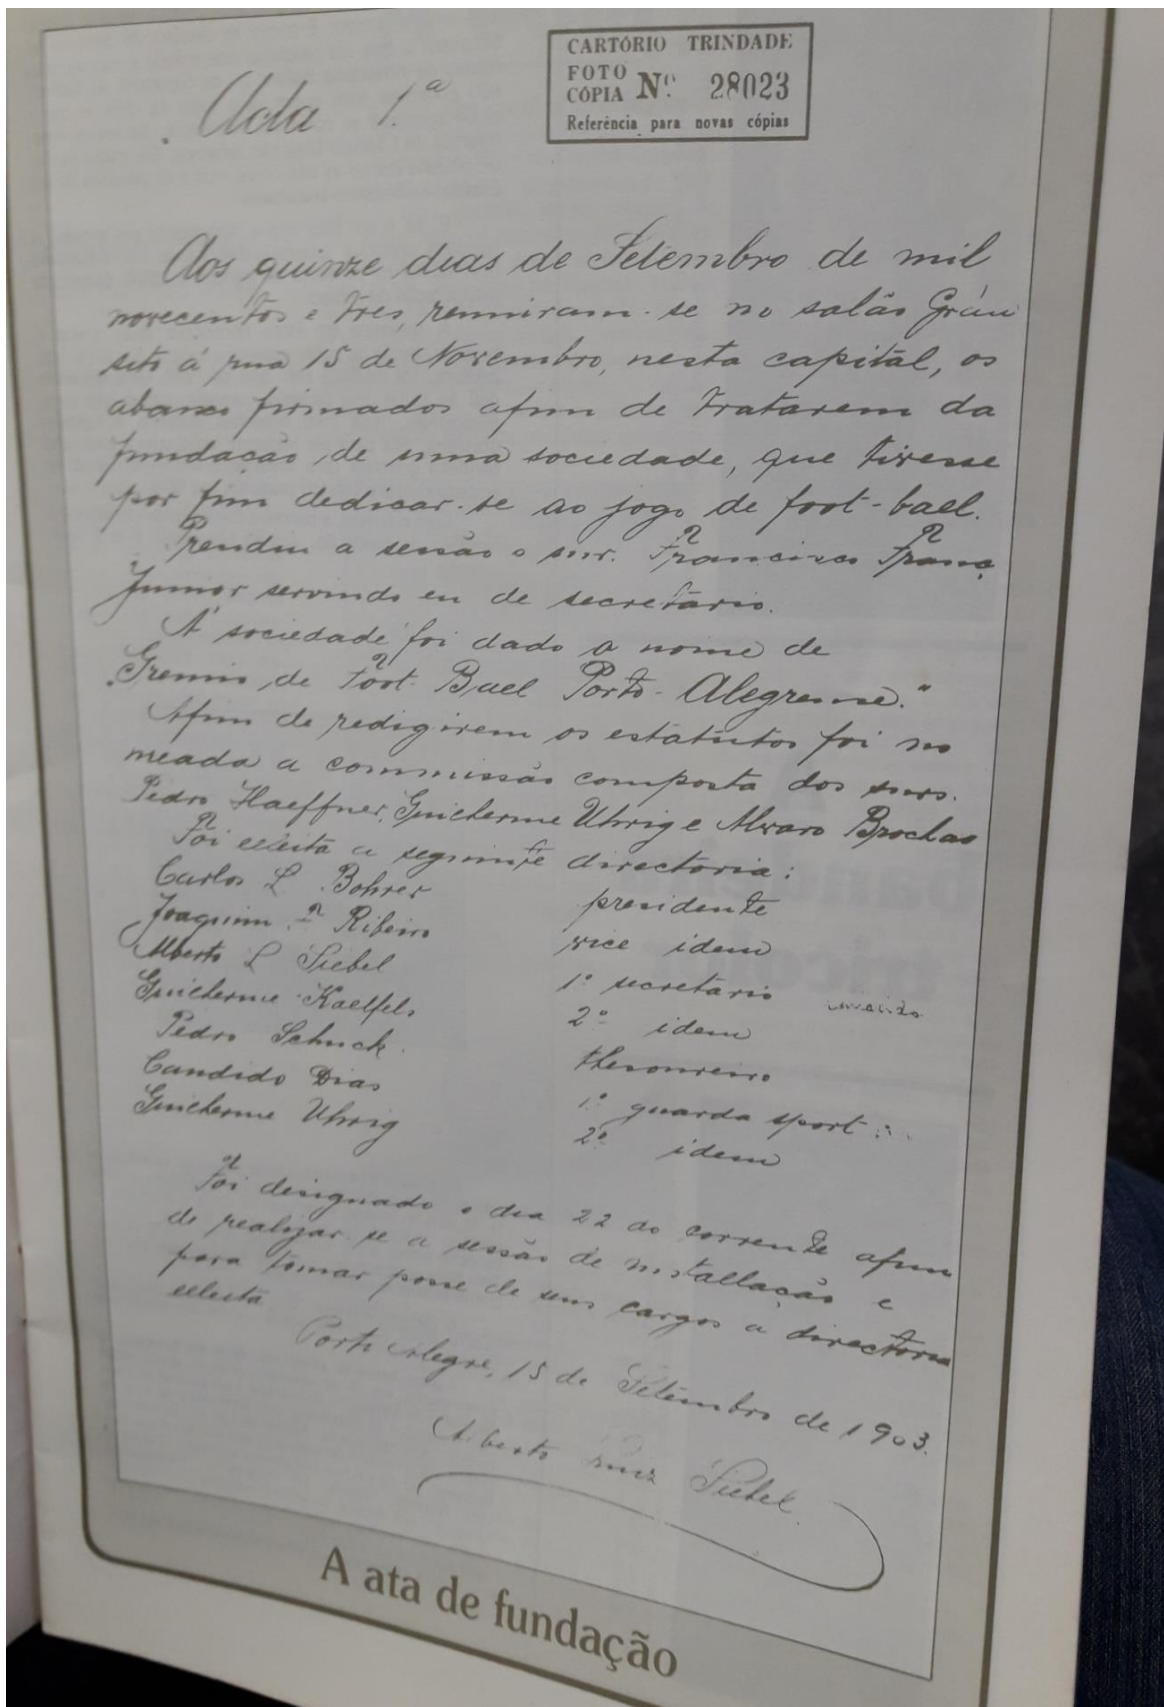 Acta 1.ª
CARTÓRIO TRINDADE
FOTO
CÓPIA Nº 28023
Referência para novas cópias
Aos quinze dias de Setembro de mil
novecentos e tres, reuniram-se no salão Gráu
sito á rua 15 de Novembro, nesta capital, os
abaixo firmados afim de tratarem da
fundação de uma sociedade, que tivesse
por fim dedicar-se ao jogo de foot-ball.
a sessão o snr. Francisco
Junior servindo eu de secretario.
A' sociedade foi dado o nome de
„Gremio de Foot-Ball Porto-Alegrense."
Afim de redigirem os estatutos foi no
meada a commissão composta dos snrs.
Pedro Haeffner, Guilherme Uhrig e Alvaro Brochado
Foi eleita a seguinte directoria:
Carlos L. Bohrer presidente
Joaquim F. Ribeiro vice idem
Alberto L Siebel 1º secretario
Guilherme Kaelfels 2º idem
Pedro Schuck thesoureiro
Candido Dias 1º guarda sport
Guilherme Uhrig 2º idem
Foi designado o dia 22 do corrente afim
de realizar-se a sessão de installação e
para tomar posse de seus cargos a directoria
eleita
Porto Alegre, 15 de Setembro de 1903.
Alberto Luiz Siebel
A ata de fundação